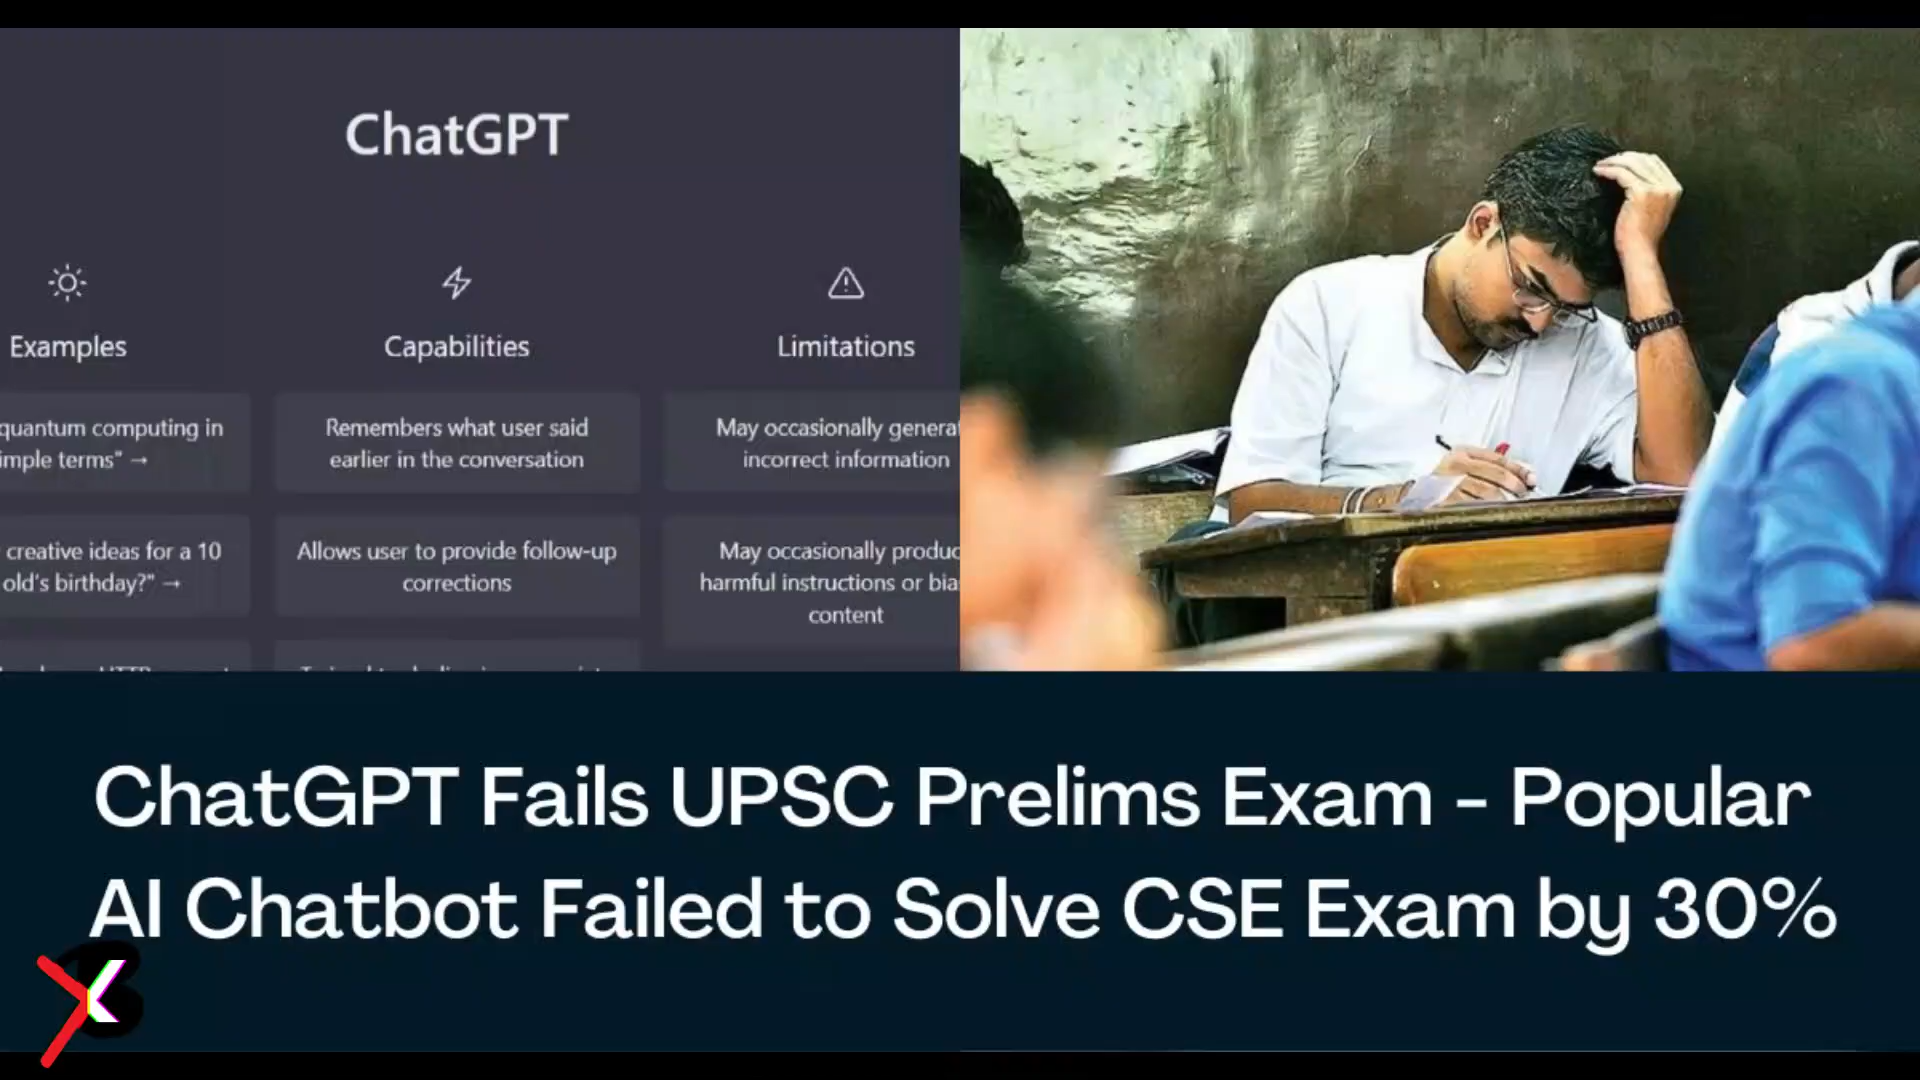 ChatGPT
Examples
Capabilities
Limitations
quantum computing in
imple terms" →
Remembers what user said
earlier in the conversation
May occasionally genera
incorrect information
creative ideas for a 10
old's birthday?" →
Allows user to provide follow-up
corrections
May occasionally produc
harmful instructions or bia
content
ChatGPT Fails UPSC Prelims Exam - Popular
AI Chatbot Failed to Solve CSE Exam by 30%